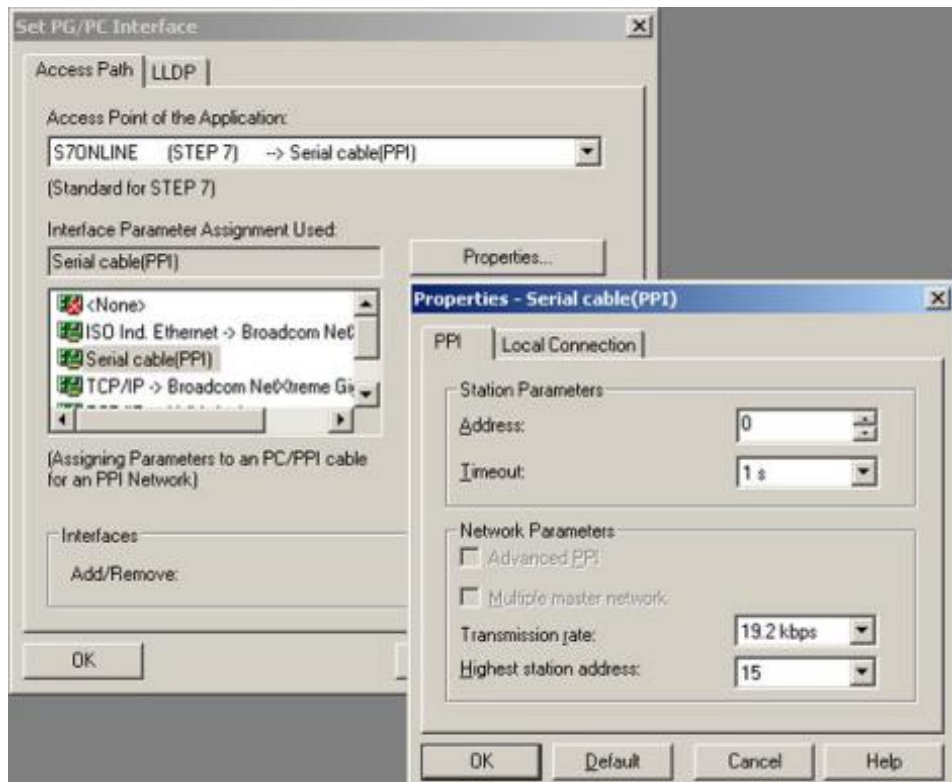 Set PG/PC Interface
Access Path
LLDP
Access Point of the Application:
S7ONLINE (STEP 7) --> Serial cable(PPI)
(Standard for STEP 7)
Interface Parameter Assignment Used:
Serial cable(PPI)
Properties...
<None>
ISO Ind. Ethernet -> Broadcom Net
Serial cable(PPI)
TCP/IP -> Broadcom NetXtreme Gi
(Assigning Parameters to an PC/PPI cable
for an PPI Network)
Interfaces
Add/Remove:
OK
Properties - Serial cable(PPI)
PPI
Local Connection
Station Parameters
Address: 0
Timeout: 1 s
Network Parameters
Advanced PPI
Multiple master network
Transmission rate: 19.2 kbps
Highest station address: 15
OK Default Cancel Help